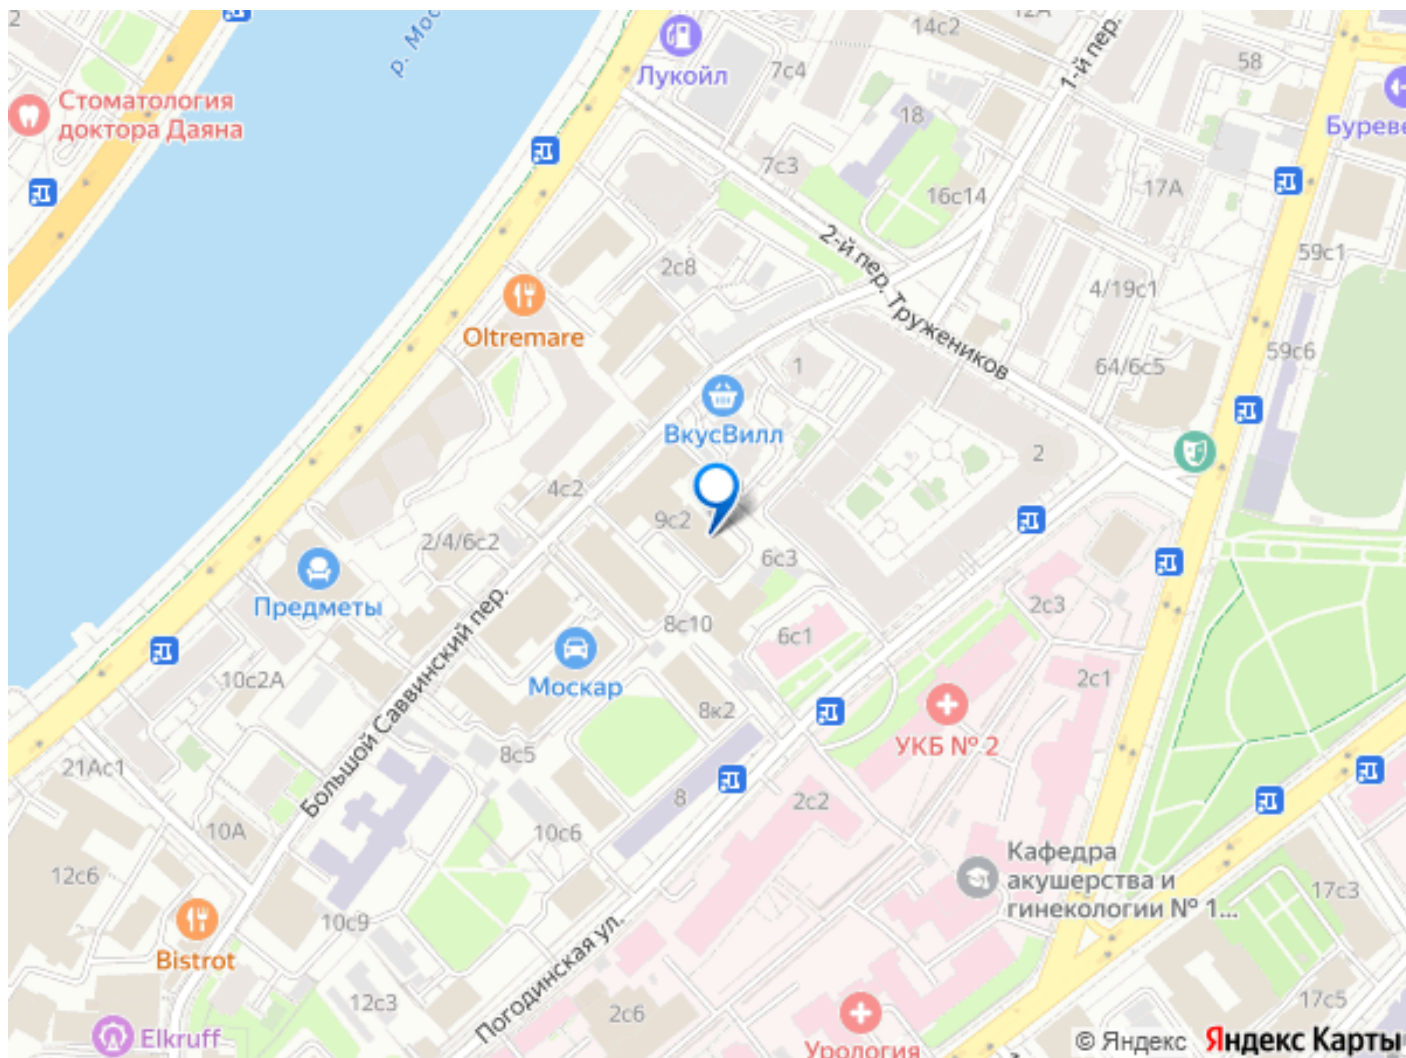 2
р. Мос
14с2
12А
1-й пер.
Лукойл
7с4
58
Стоматология
доктора Даяна
18
Буреве
7с3
17А
16с14
2-й пер. Тружеников
2с8
59с1
4/19с1
Oltremare
59с6
1
64/6с5
ВкусВилл
2
4с2
9с2
2/4/6с2
6с3
Предметы
2с3
8с10
6с1
Большой Саввинский пер.
10с2А
Москар
2с1
8к2
УКБ № 2
8с5
21Ас1
8
2с2
10А
10с6
Кафедра
акушерства и
гинекологии № 1...
12с6
17с3
10с9
Bistrot
Погодинская ул.
12с3
2с6
17с5
Elkruff
Урология
© Яндекс Яндекс Карты